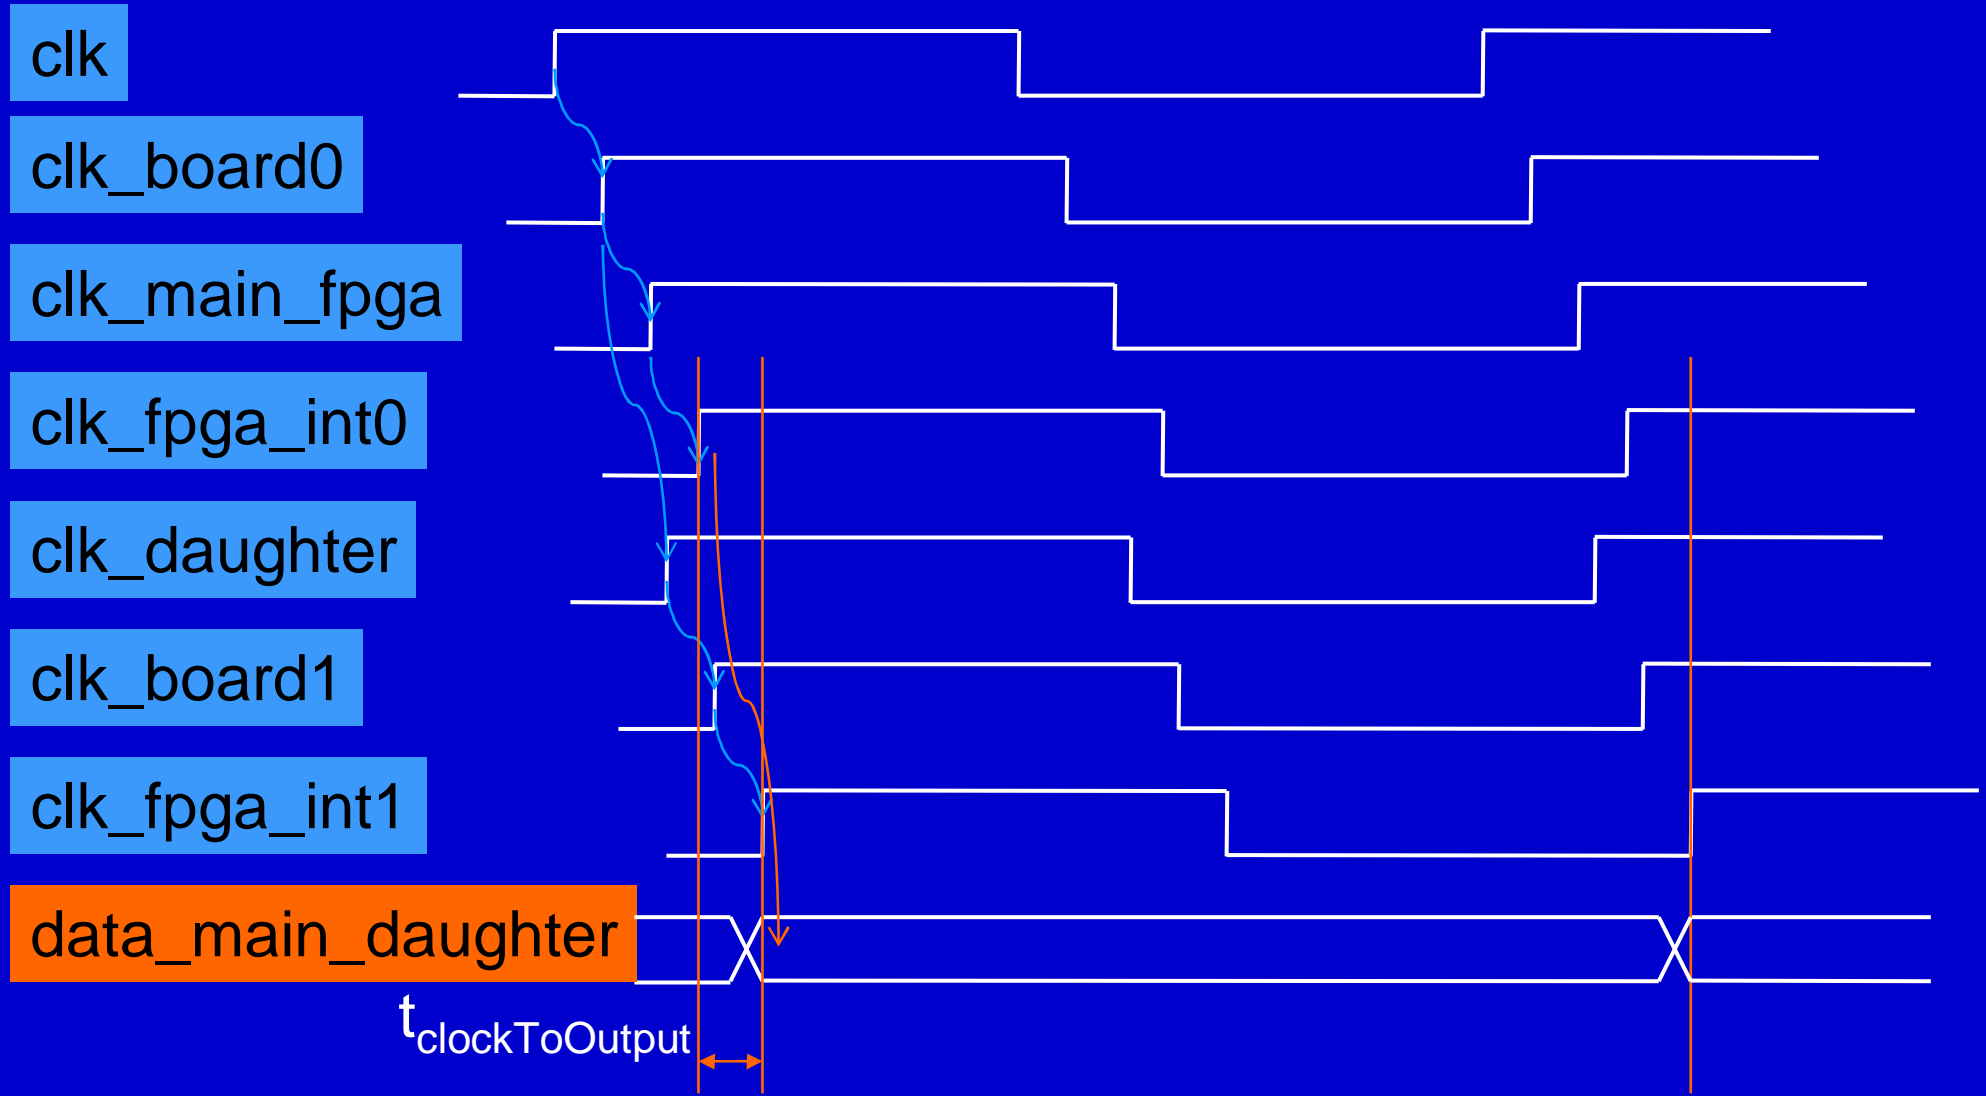 clk
clk_board0
clk_main_fpga
clk_fpga_int0
clk_daughter
clk_board1
clk_fpga_int1
data_main_daughter
tclockToOutput